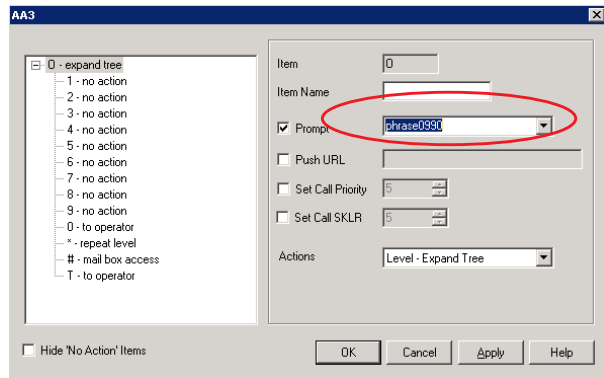 AA3
0 - expand tree
1 - no action
2 - no action
3 - no action
4 - no action
5 - no action
6 - no action
7 - no action
8 - no action
9 - no action
0 - to operator
* - repeat level
# - mail box access
T - to operator
Hide 'No Action' Items
Item 0
Item Name
Prompt phrase0990
Push URL
Set Call Priority 5
Set Call SKLR 5
Actions Level - Expand Tree
OK Cancel Apply Help